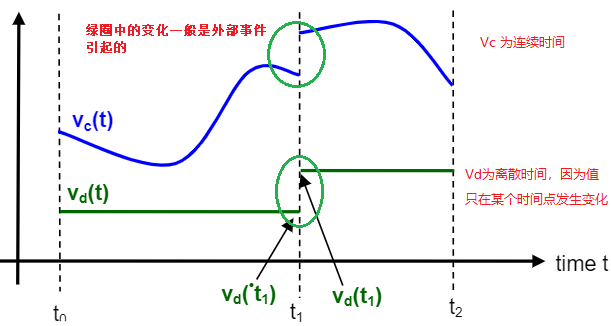 绿圈中的变化一般是外部事件
引起的
Vc 为连续时间
vc(t)
vd(t)
Vd为离散时间，因为值
只在某个时间点发生变化
time t
vd(•t1)
vd(t1)
t0
t1
t2